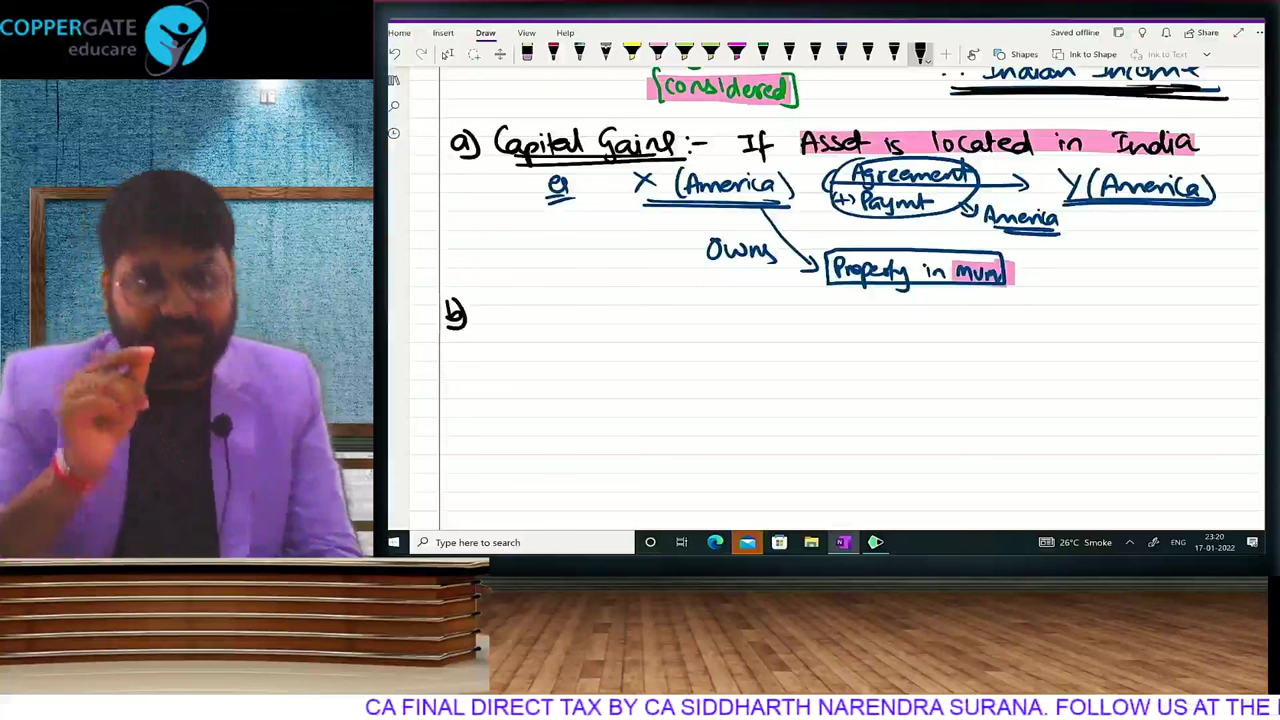 COPPERGATE
educare
Home Insert Draw View Help
Saved offline
Share
Shapes
Ink to Shape
Ink to Text
[considered]
∴ Indian Income
a) Capital Gains:- If Asset is located in India
eg X (America) Agreement Y (America)
(+) Paymt America
Owns
Property in mum
b)
Type here to search
26°C Smoke
ENG
23:20
17-01-2022
CA FINAL DIRECT TAX BY CA SIDDHARTH NARENDRA SURANA. FOLLOW US AT THE